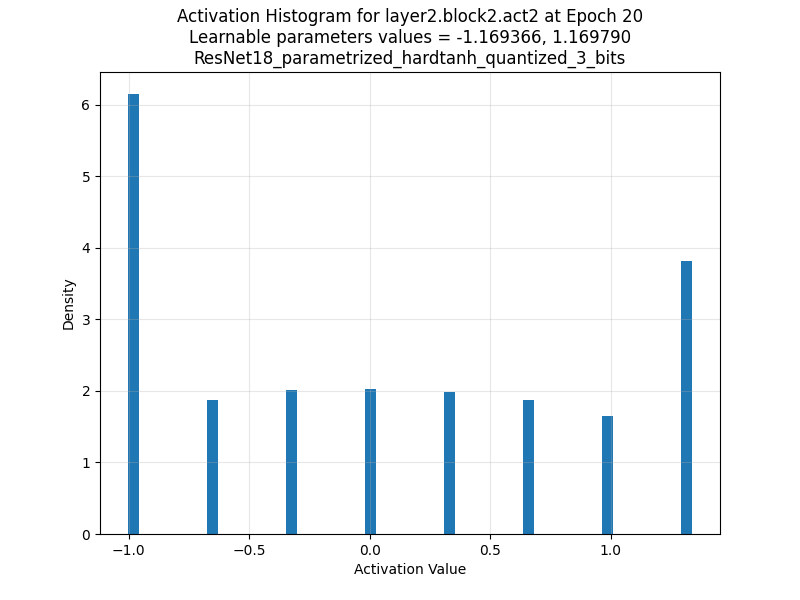 Activation Histogram for layer2.block2.act2 at Epoch 20
Learnable parameters values = -1.169366, 1.169790
ResNet18_parametrized_hardtanh_quantized_3_bits
6
5
4
3
2
1
0
Density
−1.0 −0.5 0.0 0.5 1.0
Activation Value